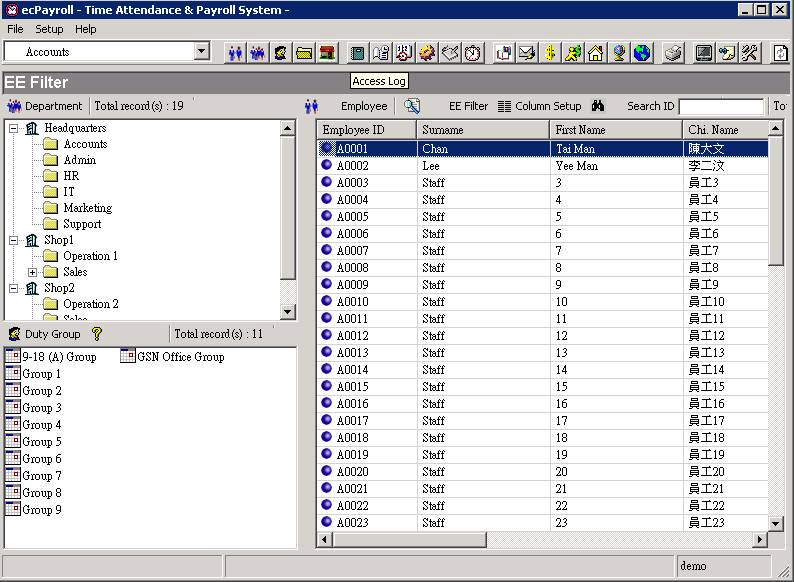 ecPayroll - Time Attendance & Payroll System -
File Setup Help
Accounts
Access Log
EE Filter
Department Total record(s) : 19 Employee EE Filter Column Setup Search ID To
Headquarters
Accounts
Admin
HR
IT
Marketing
Support
Shop1
Operation 1
Sales
Shop2
Operation 2
Sales
Duty Group Total record(s) : 11
9-18 (A) Group GSN Office Group
Group 1
Group 2
Group 3
Group 4
Group 5
Group 6
Group 7
Group 8
Group 9
Employee ID Surname First Name Chi. Name
A0001 Chan Tai Man 陳大文
A0002 Lee Yee Man 李二汶
A0003 Staff 3 員工3
A0004 Staff 4 員工4
A0005 Staff 5 員工5
A0006 Staff 6 員工6
A0007 Staff 7 員工7
A0008 Staff 8 員工8
A0009 Staff 9 員工9
A0010 Staff 10 員工10
A0011 Staff 11 員工11
A0012 Staff 12 員工12
A0013 Staff 13 員工13
A0014 Staff 14 員工14
A0015 Staff 15 員工15
A0016 Staff 16 員工16
A0017 Staff 17 員工17
A0018 Staff 18 員工18
A0019 Staff 19 員工19
A0020 Staff 20 員工20
A0021 Staff 21 員工21
A0022 Staff 22 員工22
A0023 Staff 23 員工23
demo